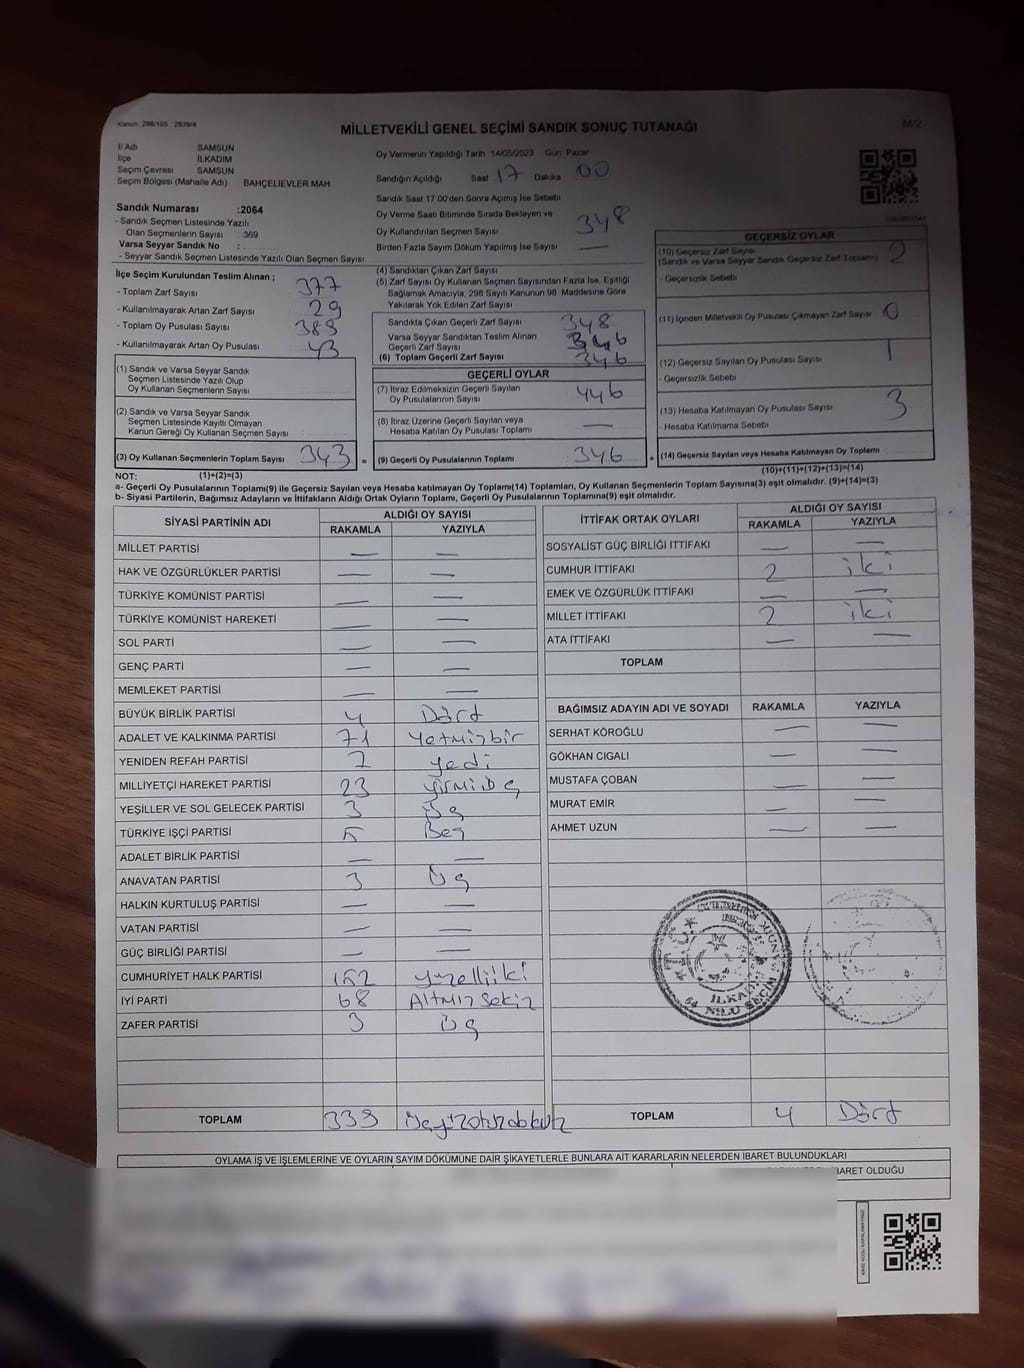 Kanun: 298/105 2839/4
MİLLETVEKİLİ GENEL SEÇİMİ SANDIK SONUÇ TUTANAĞI
M/2
İl Adı SAMSUN
İlçe İLKADIM
Seçim Çevresi SAMSUN
Seçim Bölgesi (Mahalle Adı) BAHÇELİEVLER MAH
Sandık Numarası :2064
- Sandık Seçmen Listesinde Yazılı
Olan Seçmenlerin Sayısı : 369
Varsa Seyyar Sandık No :
- Seyyar Sandık Seçmen Listesinde Yazılı Olan Seçmen Sayısı
Oy Vermenin Yapıldığı Tarih 14/05/2023 Gün Pazar
Sandığın Açıldığı Saat 17 Dakika 00
Sandık Saat 17 00'den Sonra Açımış İse Sebebi
Oy Verme Saati Bitiminde Sırada Bekleyen ve
Oy Kullandırılan Seçmen Sayısı 348
Birden Fazla Sayım Döküm Yapılmış İse Sayısı —
İlçe Seçim Kurulundan Teslim Alınan ;
- Toplam Zarf Sayısı 377
- Kullanılmayarak Artan Zarf Sayısı 29
- Toplam Oy Pusulası Sayısı 389
- Kullanılmayarak Artan Oy Pusulası 43
(1) Sandık ve Varsa Seyyar Sandık
Seçmen Listesinde Yazılı Olup
Oy Kullanan Seçmenlerin Sayısı
(2) Sandık ve Varsa Seyyar Sandık
Seçmen Listesinde Kayıtlı Olmayan
Kanun Gereği Oy Kullanan Seçmen Sayısı
(3) Oy Kullanan Seçmenlerin Toplam Sayısı 343 =
(4) Sandıktan Çıkan Zarf Sayısı
(5) Zarf Sayısı Oy Kullanan Seçmen Sayısından Fazla İse, Eşitliği
Sağlamak Amacıyla, 298 Sayılı Kanunun 98. Maddesine Göre
Yakılarak Yok Edilen Zarf Sayısı
Sandıkta Çıkan Geçerli Zarf Sayısı 348
Varsa Seyyar Sandıktan Teslim Alınan
Geçerli Zarf Sayısı 346
(6) Toplam Geçerli Zarf Sayısı 346
GEÇERLİ OYLAR
(7) İtiraz Edilmeksizin Geçerli Sayılan
Oy Pusulalarının Sayısı 446
(8) İtiraz Üzerine Geçerli Sayılan veya
Hesaba Katılan Oy Pusulası Toplamı —
(9) Geçerli Oy Pusulalarının Toplamı 346 +
GEÇERSİZ OYLAR
(10) Geçersiz Zarf Sayısı
(Sandık ve Varsa Seyyar Sandık Geçersiz Zarf Toplamı) 2
- Geçersizlik Sebebi
(11) İçinden Milletvekili Oy Pusulası Çıkmayan Zarf Sayısı 0
(12) Geçersiz Sayılan Oy Pusulası Sayısı 1
- Geçersizlik Sebebi
(13) Hesaba Katılmayan Oy Pusulası Sayısı 3
- Hesaba Katılmama Sebebi
(14) Geçersiz Sayılan veya Hesaba Katılmayan Oy Toplamı
(10)+(11)+(12)+(13)=(14)
NOT: (1)+(2)=(3)
a- Geçerli Oy Pusulalarının Toplamı(9) ile Geçersiz Sayılan veya Hesaba Katılmayan Oy Toplamı(14) Toplamları, Oy Kullanan Seçmenlerin Toplam Sayısına(3) eşit olmalıdır. (9)+(14)=(3)
b- Siyasi Partilerin, Bağımsız Adayların ve İttifakların Aldığı Ortak Oyların Toplamı, Geçerli Oy Pusulalarının Toplamına(9) eşit olmalıdır.
SİYASİ PARTİNİN ADI ALDIĞI OY SAYISI
RAKAMLA YAZIYLA
MİLLET PARTİSİ — —
HAK VE ÖZGÜRLÜKLER PARTİSİ — —
TÜRKİYE KOMÜNİST PARTİSİ — —
TÜRKİYE KOMÜNİST HAREKETİ — —
SOL PARTİ — —
GENÇ PARTİ — —
MEMLEKET PARTİSİ — —
BÜYÜK BİRLİK PARTİSİ 4 Dört
ADALET VE KALKINMA PARTİSİ 71 Yetmişbir
YENİDEN REFAH PARTİSİ 7 yedi
MİLLİYETÇİ HAREKET PARTİSİ 23 yirmiüç
YEŞİLLER VE SOL GELECEK PARTİSİ 3 Üç
TÜRKİYE İŞÇİ PARTİSİ 5 Beş
ADALET BİRLİK PARTİSİ — —
ANAVATAN PARTİSİ 3 Üç
HALKIN KURTULUŞ PARTİSİ — —
VATAN PARTİSİ — —
GÜÇ BİRLİĞİ PARTİSİ — —
CUMHURİYET HALK PARTİSİ 152 yüzelliiki
İYİ PARTİ 68 Altmış sekiz
ZAFER PARTİSİ 3 Üç
TOPLAM 339 Üçyüzotuzdokuz
İTTİFAK ORTAK OYLARI ALDIĞI OY SAYISI
RAKAMLA YAZIYLA
SOSYALİST GÜÇ BİRLİĞİ İTTİFAKI — —
CUMHUR İTTİFAKI 2 iki
EMEK VE ÖZGÜRLÜK İTTİFAKI — —
MİLLET İTTİFAKI 2 iki
ATA İTTİFAKI — —
TOPLAM
BAĞIMSIZ ADAYIN ADI VE SOYADI RAKAMLA YAZIYLA
SERHAT KÖROĞLU — —
GÖKHAN CIGALI — —
MUSTAFA ÇOBAN — —
MURAT EMİR — —
AHMET UZUN — —
T.C. İLKADIM
TOPLAM 4 Dört
OYLAMA İŞ VE İŞLEMLERİNE VE OYLARIN SAYIM DÖKÜMÜNE DAİR ŞİKAYETLERLE BUNLARA AİT KARARLARIN NELERDEN İBARET BULUNDUKLARI
İBARET OLDUĞU